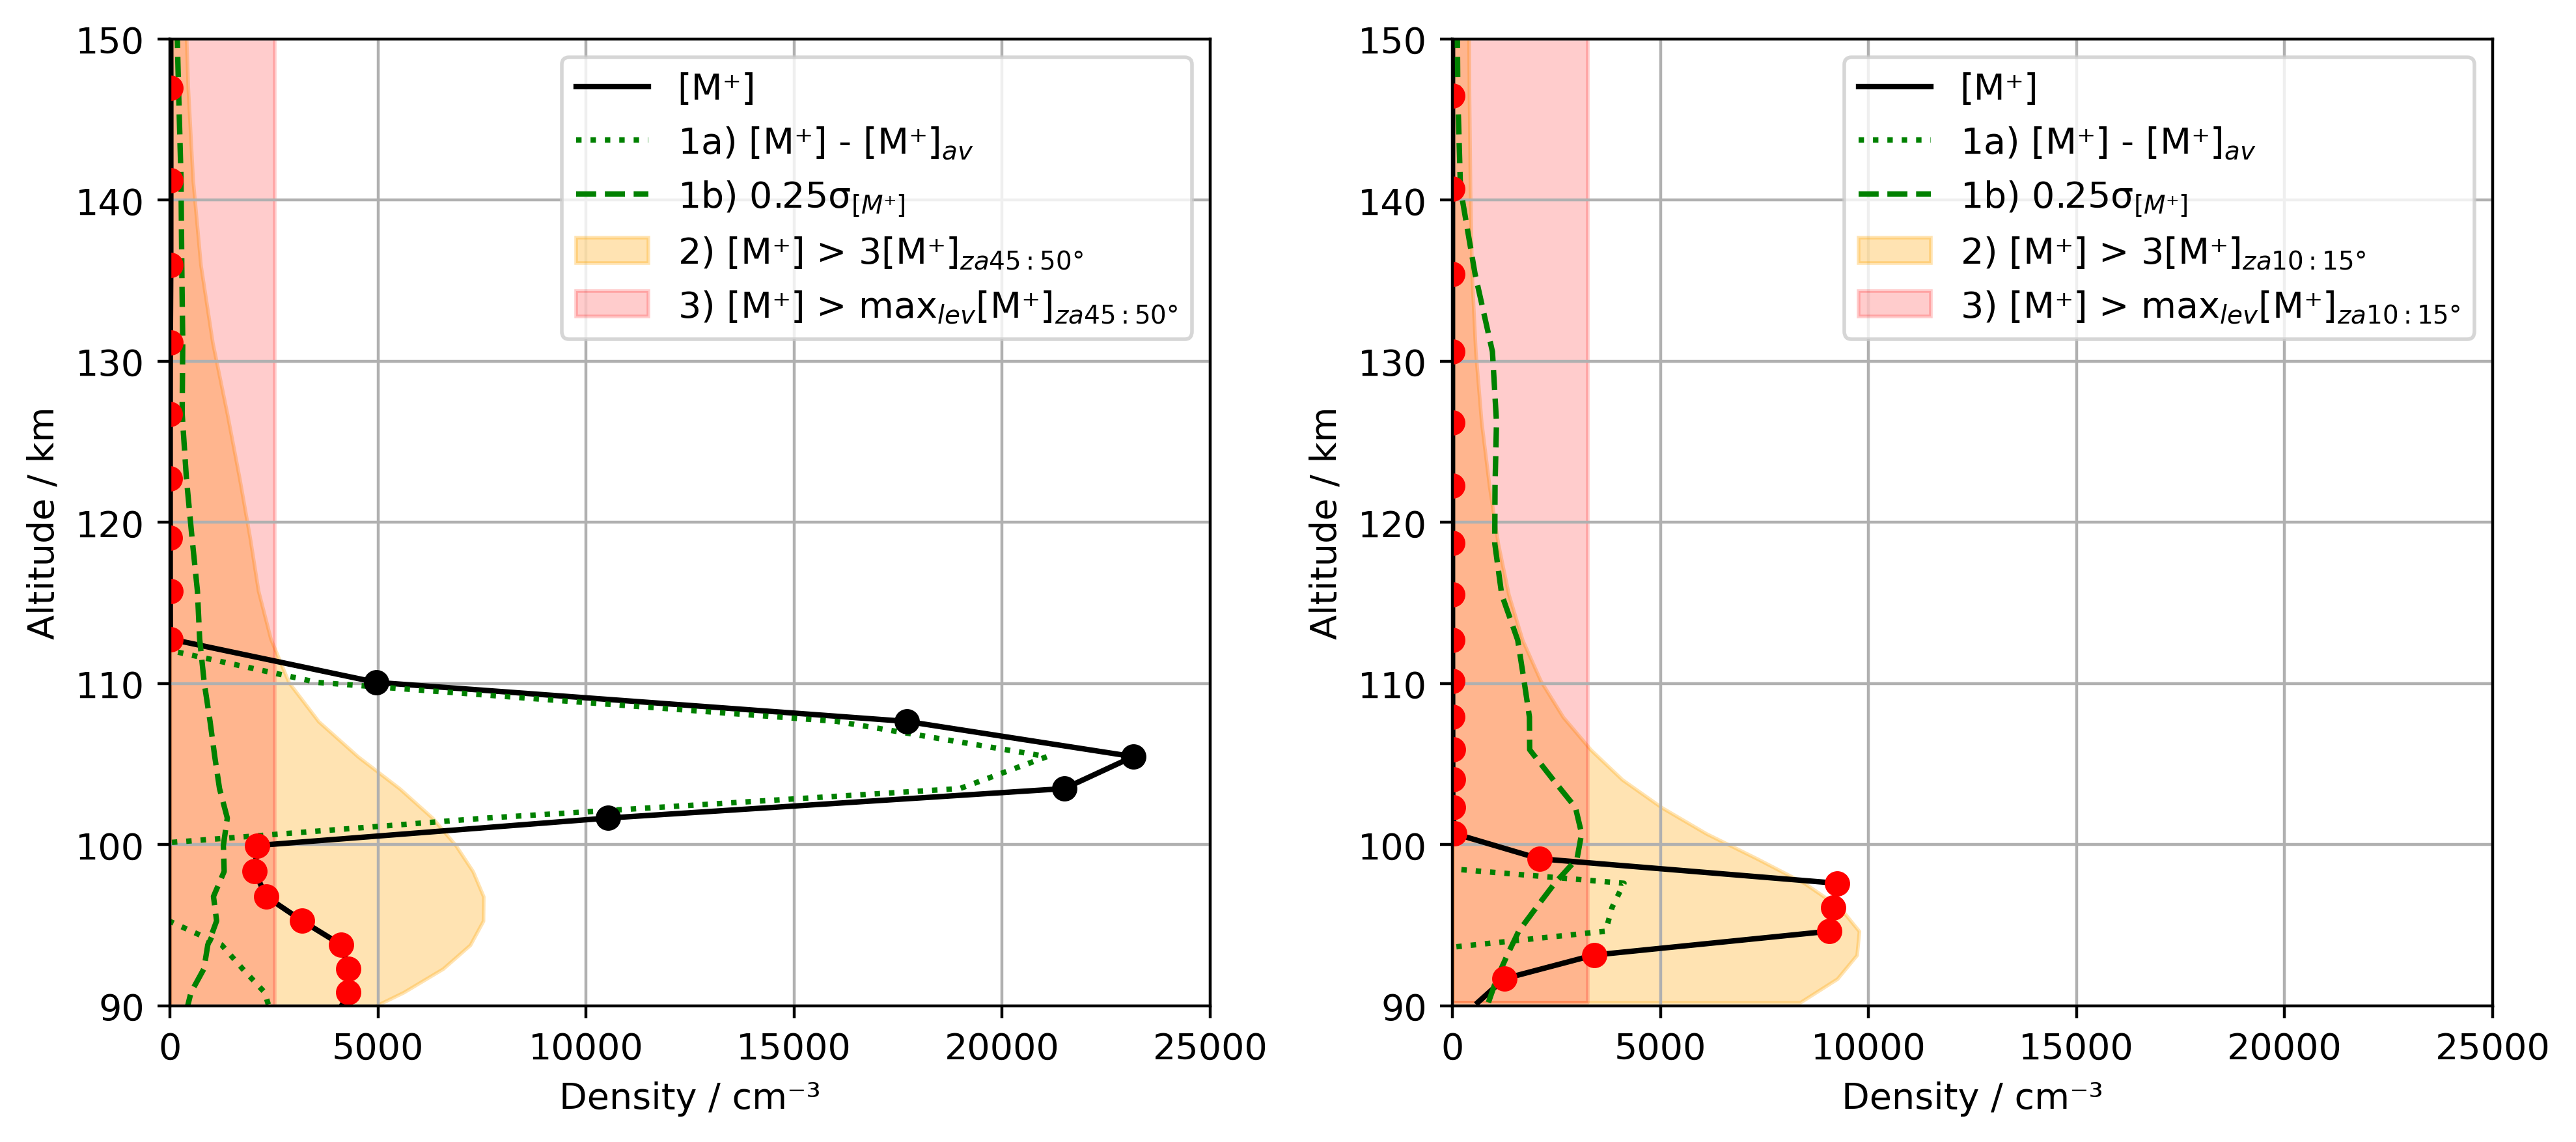 150
140
130
120
110
100
90
Altitude / km
0 5000 10000 15000 20000 25000
Density / cm⁻³
[M⁺]
1a) [M⁺] - [M⁺]av
1b) 0.25σ[M⁺]
2) [M⁺] > 3[M⁺]za45:50°
3) [M⁺] > maxlev[M⁺]za45:50°
150
140
130
120
110
100
90
Altitude / km
0 5000 10000 15000 20000 25000
Density / cm⁻³
[M⁺]
1a) [M⁺] - [M⁺]av
1b) 0.25σ[M⁺]
2) [M⁺] > 3[M⁺]za10:15°
3) [M⁺] > maxlev[M⁺]za10:15°